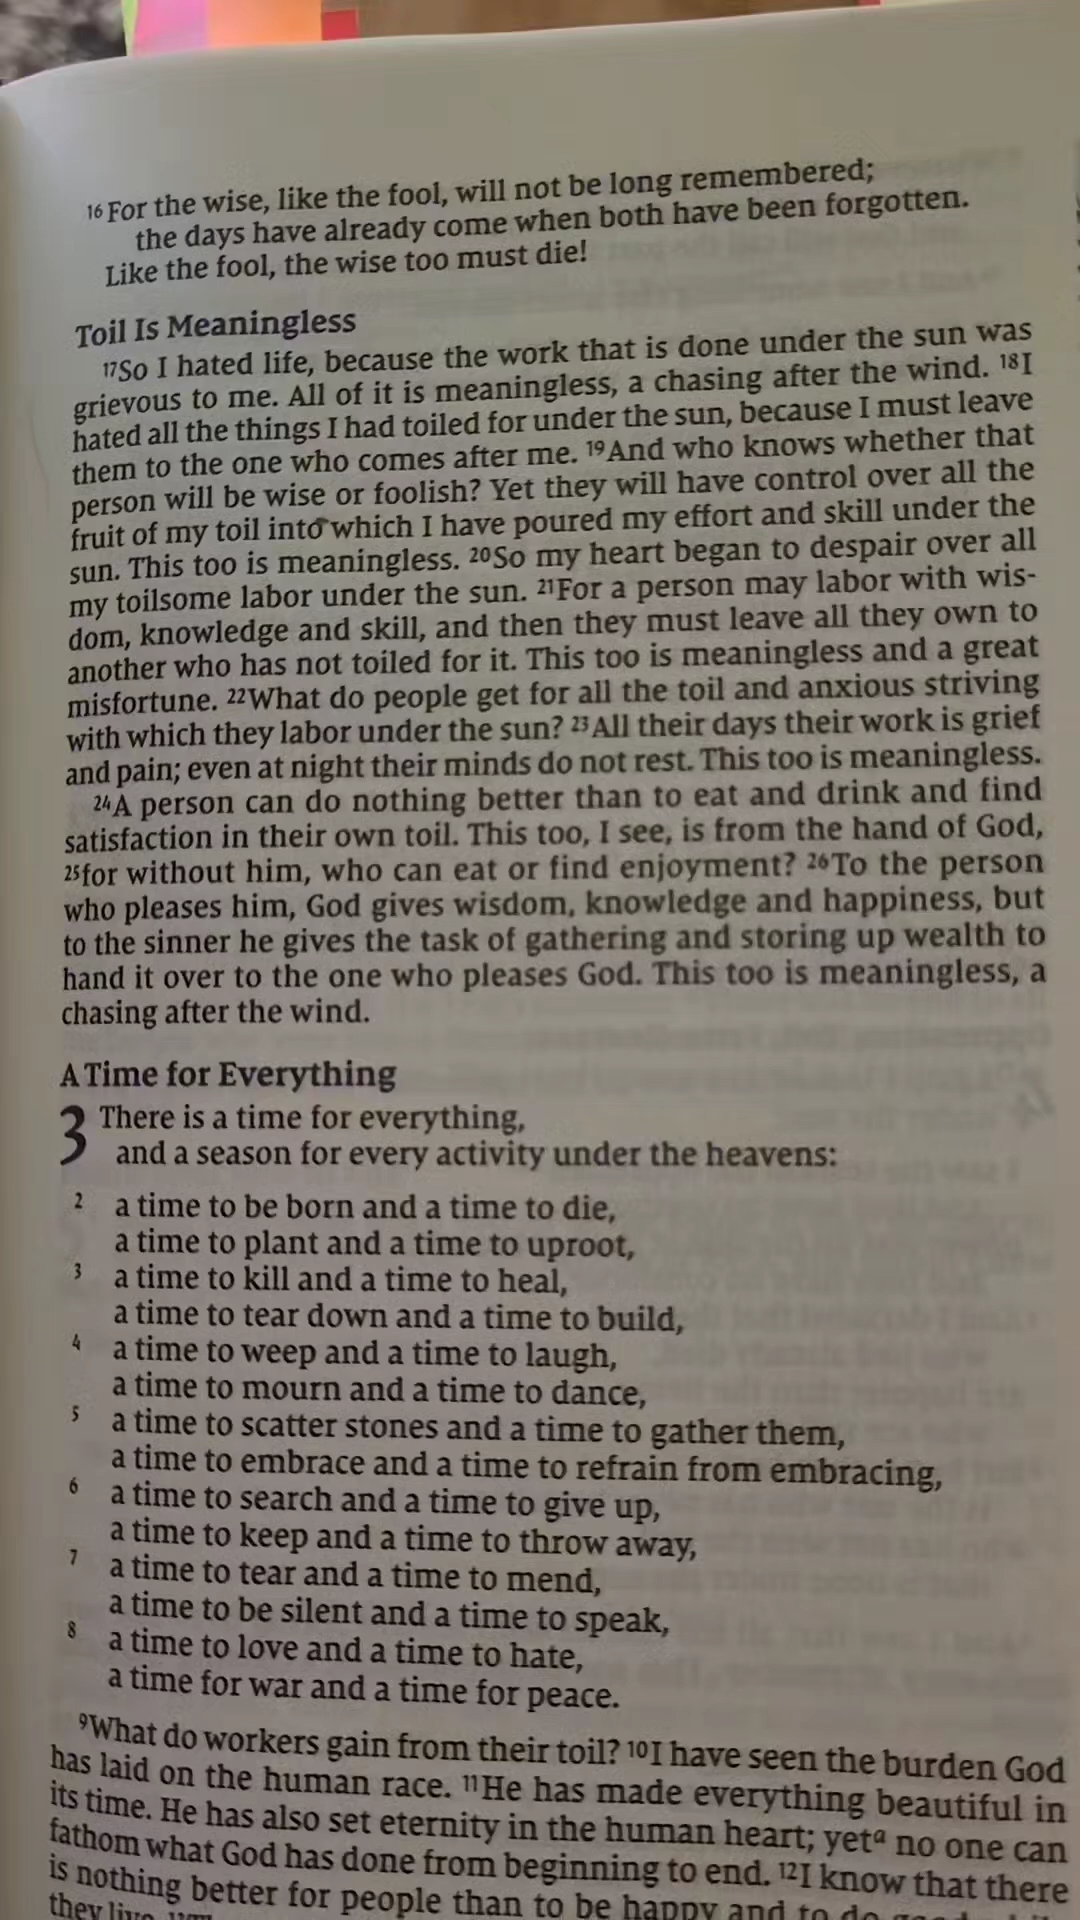 16 For the wise, like the fool, will not be long remembered;
the days have already come when both have been forgotten.
Like the fool, the wise too must die!
Toil Is Meaningless
17So I hated life, because the work that is done under the sun was
grievous to me. All of it is meaningless, a chasing after the wind. 18I
hated all the things I had toiled for under the sun, because I must leave
them to the one who comes after me. 19And who knows whether that
person will be wise or foolish? Yet they will have control over all the
fruit of my toil into which I have poured my effort and skill under the
sun. This too is meaningless. 20So my heart began to despair over all
my toilsome labor under the sun. 21For a person may labor with wis-
dom, knowledge and skill, and then they must leave all they own to
another who has not toiled for it. This too is meaningless and a great
misfortune. 22What do people get for all the toil and anxious striving
with which they labor under the sun? 23All their days their work is grief
and pain; even at night their minds do not rest. This too is meaningless.
24A person can do nothing better than to eat and drink and find
satisfaction in their own toil. This too, I see, is from the hand of God,
25for without him, who can eat or find enjoyment? 26To the person
who pleases him, God gives wisdom, knowledge and happiness, but
to the sinner he gives the task of gathering and storing up wealth to
hand it over to the one who pleases God. This too is meaningless, a
chasing after the wind.
A Time for Everything
3 There is a time for everything,
and a season for every activity under the heavens:
2 a time to be born and a time to die,
a time to plant and a time to uproot,
3 a time to kill and a time to heal,
a time to tear down and a time to build,
4 a time to weep and a time to laugh,
a time to mourn and a time to dance,
5 a time to scatter stones and a time to gather them,
a time to embrace and a time to refrain from embracing,
6 a time to search and a time to give up,
a time to keep and a time to throw away,
7 a time to tear and a time to mend,
a time to be silent and a time to speak,
8 a time to love and a time to hate,
a time for war and a time for peace.
9What do workers gain from their toil? 10I have seen the burden God
has laid on the human race. 11He has made everything beautiful in
its time. He has also set eternity in the human heart; yet a no one can
fathom what God has done from beginning to end. 12I know that there
is nothing better for people than to be happy and to do
they live.